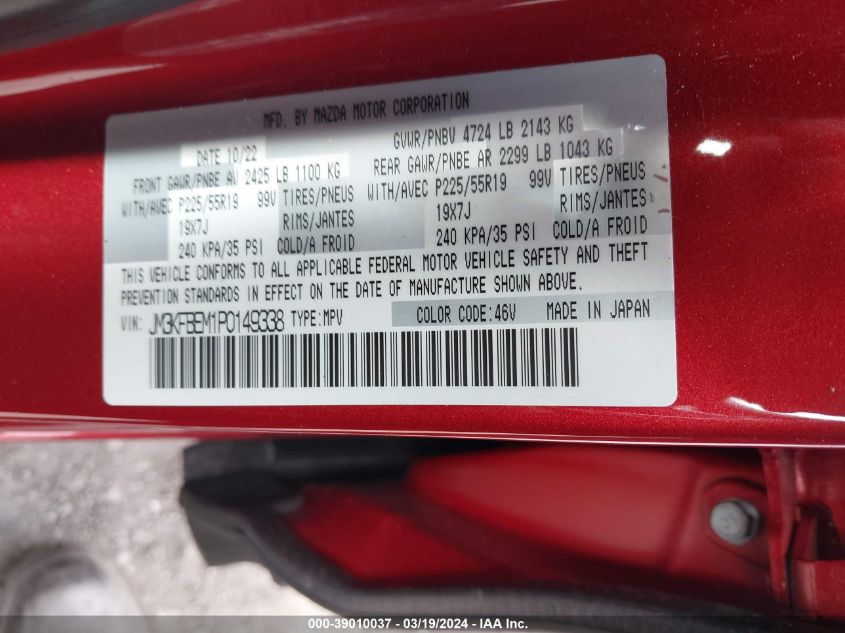 MFD. BY MAZDA MOTOR CORPORATION
DATE 10/22 GVWR/PNBV 4724 LB 2143 KG
FRONT GAWR/PNBE AV 2425 LB 1100 KG REAR GAWR/PNBE AR 2299 LB 1043 KG
WITH/AVEC P225/55R19 99V TIRES/PNEUS WITH/AVEC P225/55R19 99V TIRES/PNEUS
19X7J RIMS/JANTES 19X7J RIMS/JANTES
240 KPA/35 PSI COLD/A FROID 240 KPA/35 PSI COLD/A FROID
THIS VEHICLE CONFORMS TO ALL APPLICABLE FEDERAL MOTOR VEHICLE SAFETY AND THEFT
PREVENTION STANDARDS IN EFFECT ON THE DATE OF MANUFACTURE SHOWN ABOVE.
VIN: JM3KFBEM1P0149338 TYPE:MPV COLOR CODE:46V MADE IN JAPAN
000-39010037 - 03/19/2024 - IAA Inc.